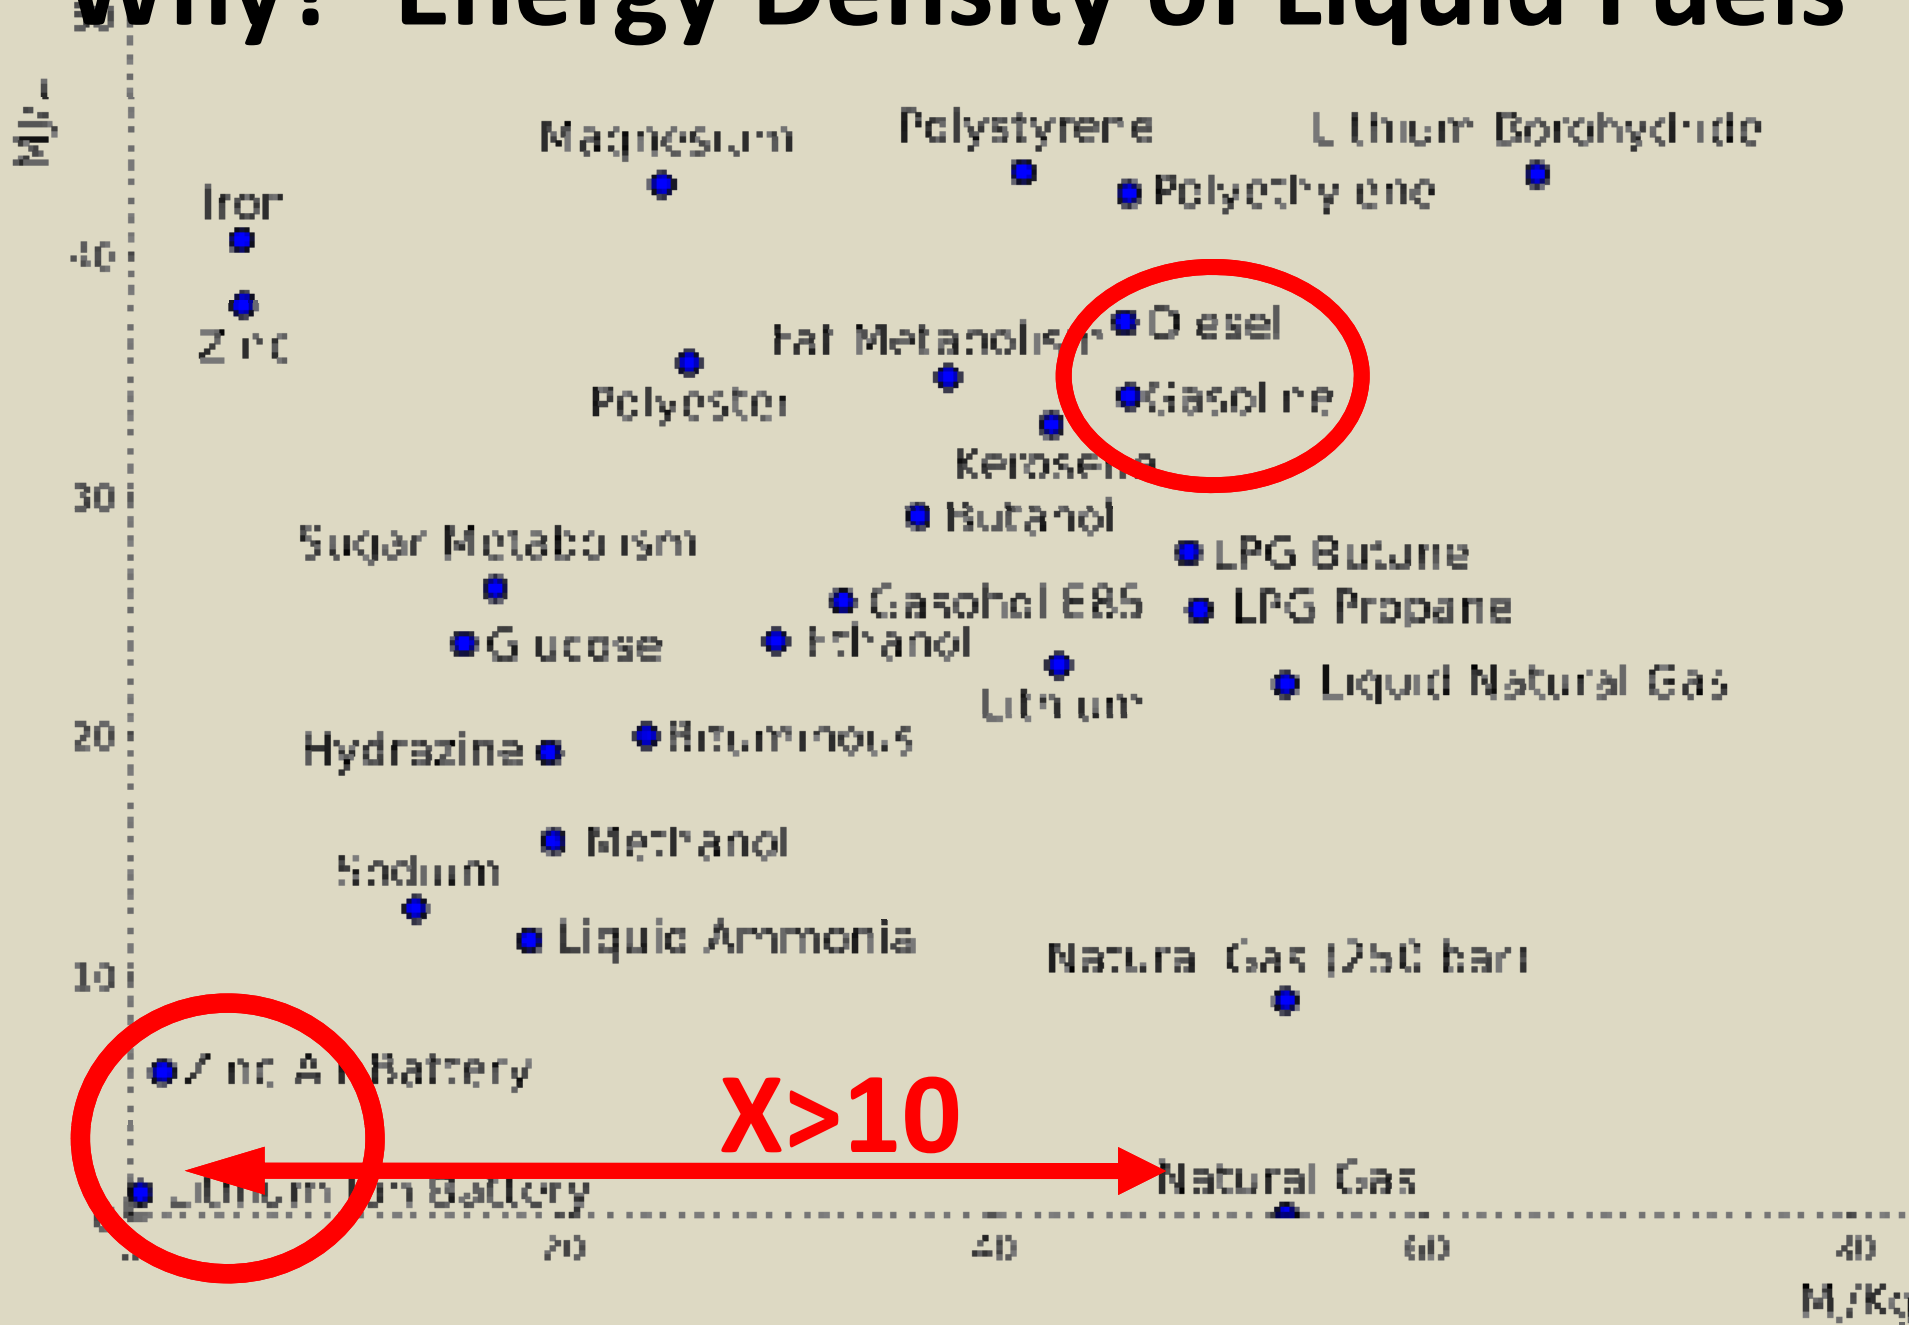 Why? Energy Density of Liquid Fuels
MJ/L
Magnesium
Polystyrene
Lithium Borohydride
Polyethylene
Iron
40
Zinc
Diesel
Fat Metabolism
Polyester
Gasoline
Kerosene
30
Butanol
Sugar Metabolism
LPG Butane
Gasohol E85
LPG Propane
Glucose
Ethanol
Lithium
Liquid Natural Gas
20
Hydrazine
Bituminous
Methanol
Sodium
Liquid Ammonia
Natural Gas (250 bar)
10
Zinc Air Battery
X>10
Natural Gas
Lithium Ion Battery
20
40
60
80
MJ/Kg